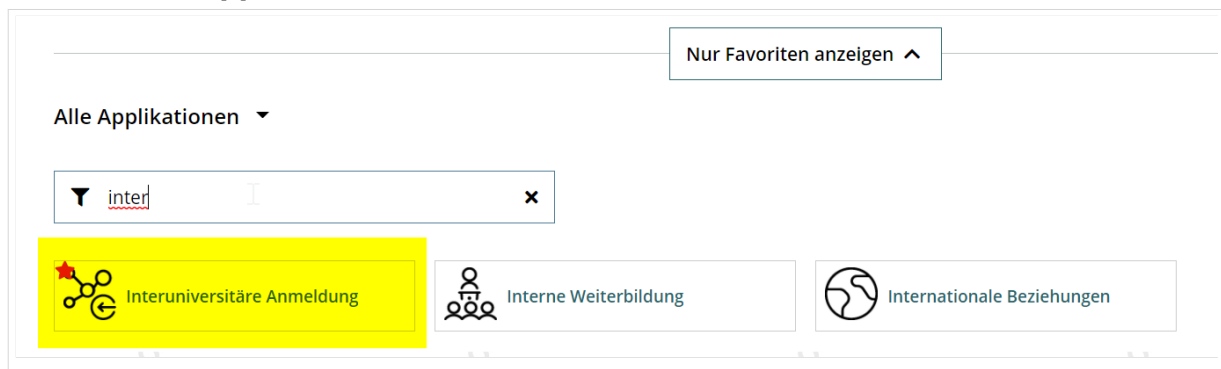 Nur Favoriten anzeigen
Alle Applikationen
inter
Interuniversitäre Anmeldung
Interne Weiterbildung
Internationale Beziehungen